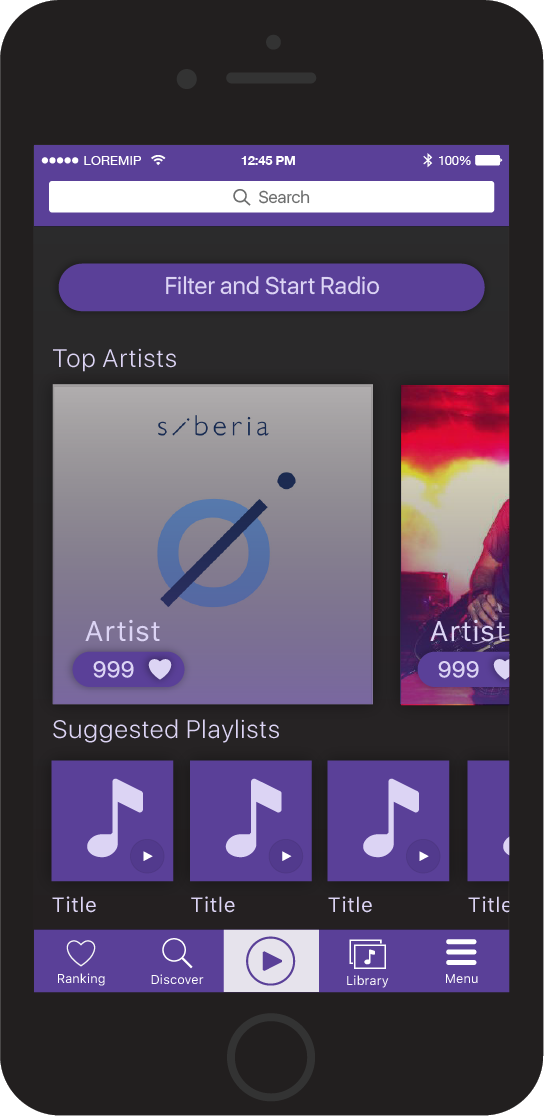 LOREMIP 12:45 PM 100%
Search
Filter and Start Radio
Top Artists
siberia
Artist
999
Artist
999
Suggested Playlists
Title Title Title Title
Ranking Discover Library Menu